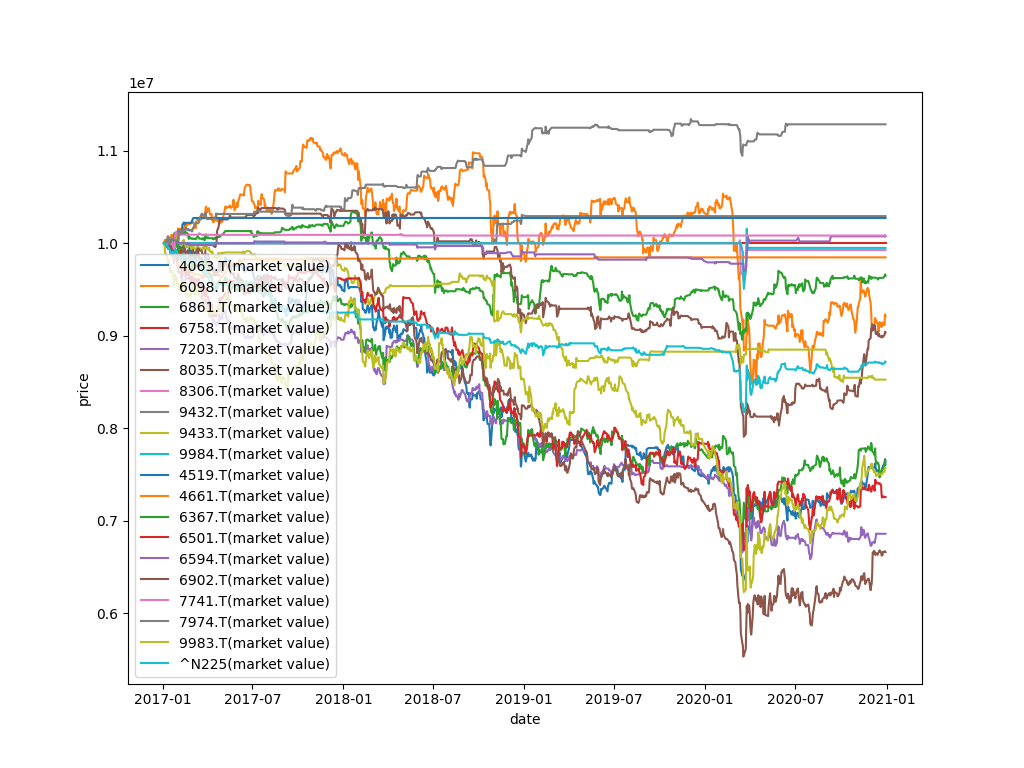 1e7
1.1
1.0
0.9
0.8
0.7
0.6
price
4063.T(market value)
6098.T(market value)
6861.T(market value)
6758.T(market value)
7203.T(market value)
8035.T(market value)
8306.T(market value)
9432.T(market value)
9433.T(market value)
9984.T(market value)
4519.T(market value)
4661.T(market value)
6367.T(market value)
6501.T(market value)
6594.T(market value)
6902.T(market value)
7741.T(market value)
7974.T(market value)
9983.T(market value)
^N225(market value)
2017-01 2017-07 2018-01 2018-07 2019-01 2019-07 2020-01 2020-07 2021-01
date